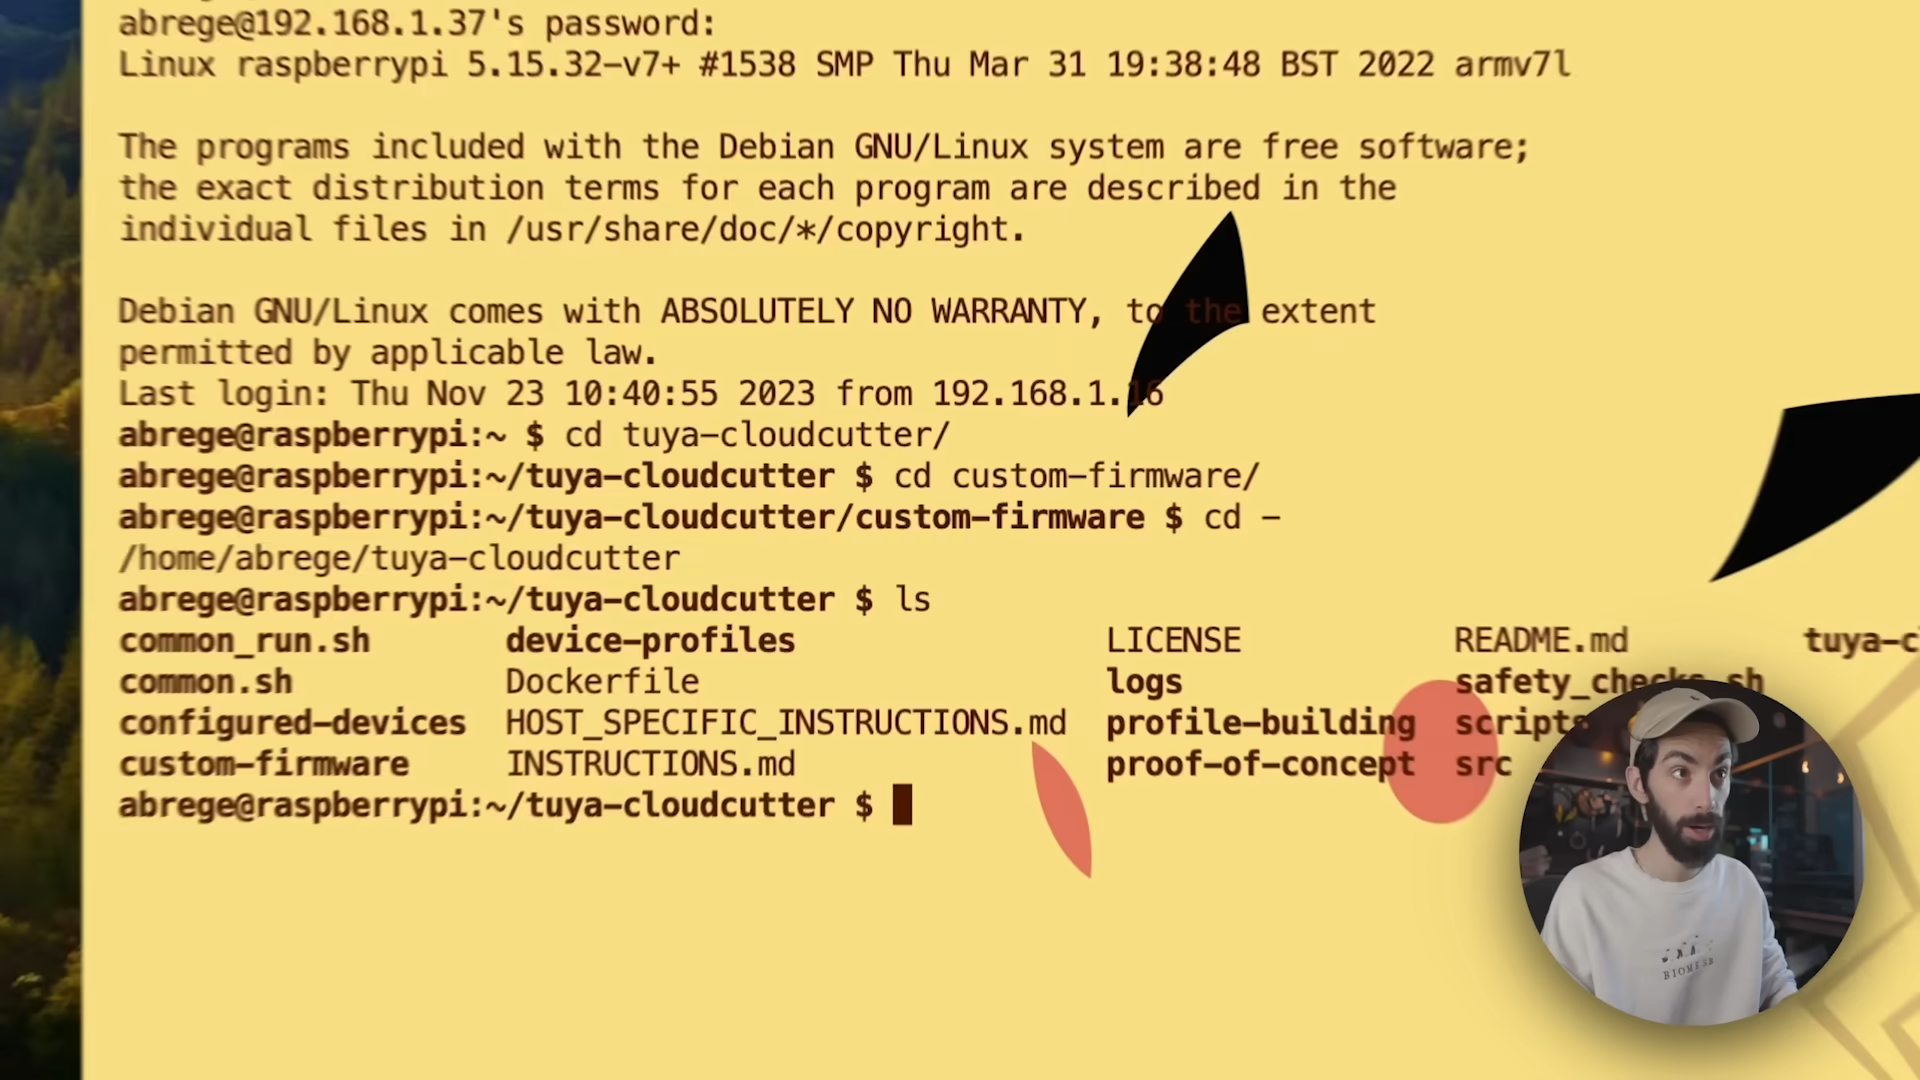 abrege@192.168.1.37's password:
Linux raspberrypi 5.15.32-v7+ #1538 SMP Thu Mar 31 19:38:48 BST 2022 armv7l
The programs included with the Debian GNU/Linux system are free software;
the exact distribution terms for each program are described in the
individual files in /usr/share/doc/*/copyright.
Debian GNU/Linux comes with ABSOLUTELY NO WARRANTY, to the extent
permitted by applicable law.
Last login: Thu Nov 23 10:40:55 2023 from 192.168.1.16
abrege@raspberrypi:~ $ cd tuya-cloudcutter/
abrege@raspberrypi:~/tuya-cloudcutter $ cd custom-firmware/
abrege@raspberrypi:~/tuya-cloudcutter/custom-firmware $ cd -
/home/abrege/tuya-cloudcutter
abrege@raspberrypi:~/tuya-cloudcutter $ ls
common_run.sh device-profiles LICENSE README.md tuya-c
common.sh Dockerfile logs safety_checks.sh
configured-devices HOST_SPECIFIC_INSTRUCTIONS.md profile-building scripts
custom-firmware INSTRUCTIONS.md proof-of-concept src
abrege@raspberrypi:~/tuya-cloudcutter $